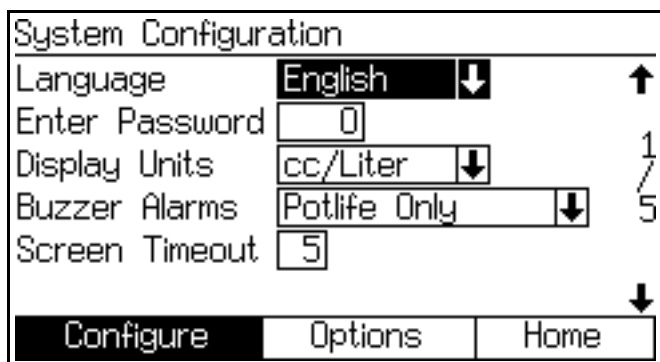 System Configuration
Language English
Enter Password 0
Display Units cc/Liter
Buzzer Alarms Potlife Only
Screen Timeout 5
1/5
Configure Options Home